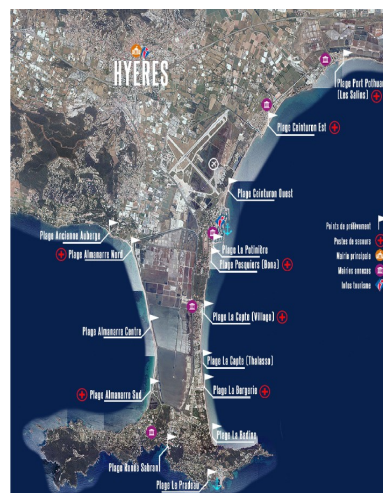 HYERES
Plage Port Pothuau
(Les Salins)
Plage Ceinturon Est
Plage Ceinturon Ouest
Plage Ancienne Auberge
Plage Almanarre Nord
Plage La Potinière
Plage Pesquiers (Bona)
Points de prélèvement
Postes de secours
Mairie principale
Mairies annexes
Infos tourisme
Plage La Capte (Village)
Plage Almanarre Centre
Plage La Capte (Thalasso)
Plage Almanarre Sud
Plage La Bergerie
Plage La Badine
Plage Ronde Sabran
Plage La Pradeau